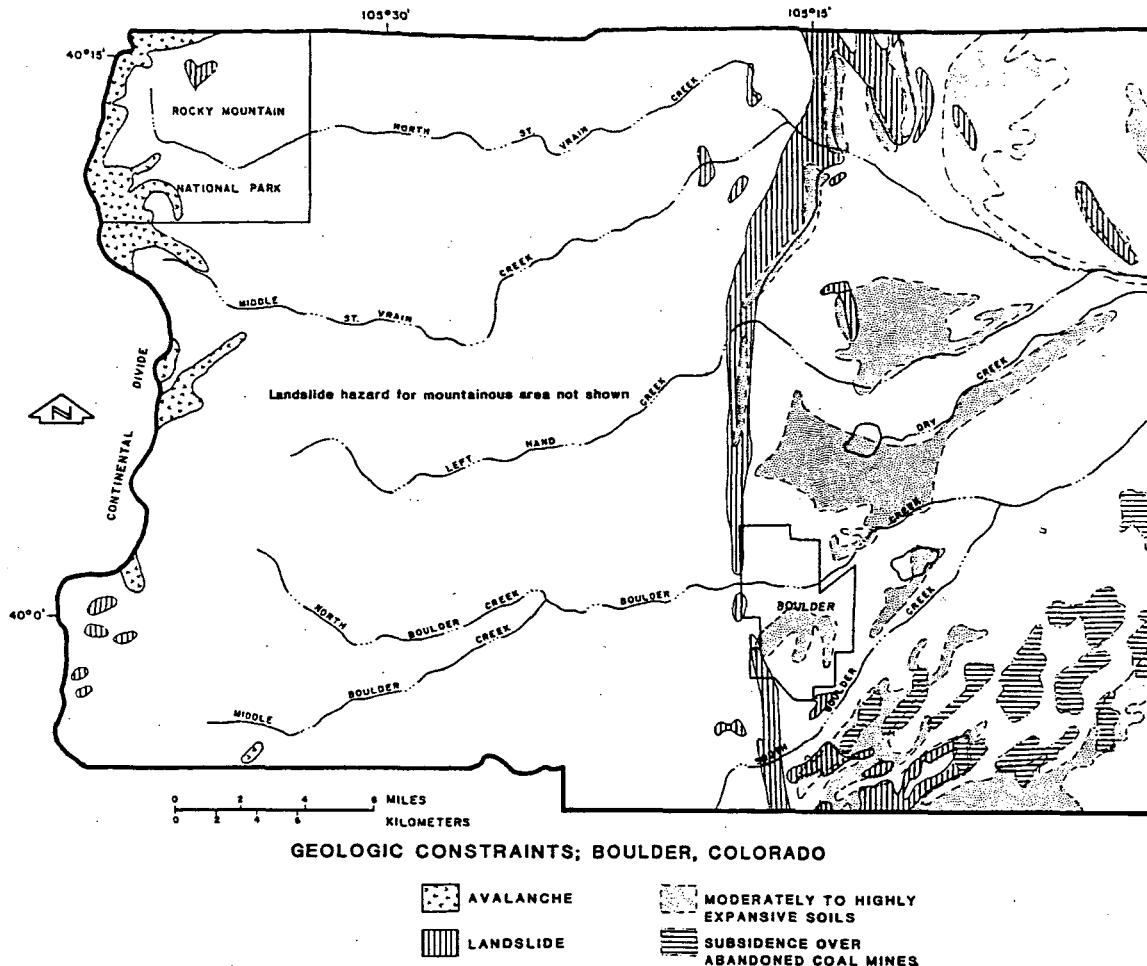 105°30'
105°15'
40°15'
ROCKY MOUNTAIN
NATIONAL PARK
NORTH ST. VRAIN CREEK
MIDDLE ST. VRAIN CREEK
CONTINENTAL DIVIDE
N
Landslide hazard for mountainous area not shown
LEFT HAND CREEK
DRY CREEK
40°0'
NORTH BOULDER CREEK
BOULDER CREEK
BOULDER
MIDDLE BOULDER CREEK
SOUTH BOULDER CREEK
0 2 4 6 MILES
0 2 4 6 KILOMETERS
GEOLOGIC CONSTRAINTS; BOULDER, COLORADO
AVALANCHE
LANDSLIDE
MODERATELY TO HIGHLY
EXPANSIVE SOILS
SUBSIDENCE OVER
ABANDONED COAL MINES